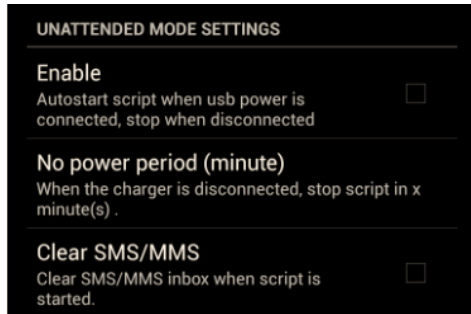 UNATTENDED MODE SETTINGS
Enable
Autostart script when usb power is
connected, stop when disconnected
No power period (minute)
When the charger is disconnected, stop script in x
minute(s) .
Clear SMS/MMS
Clear SMS/MMS inbox when script is
started.